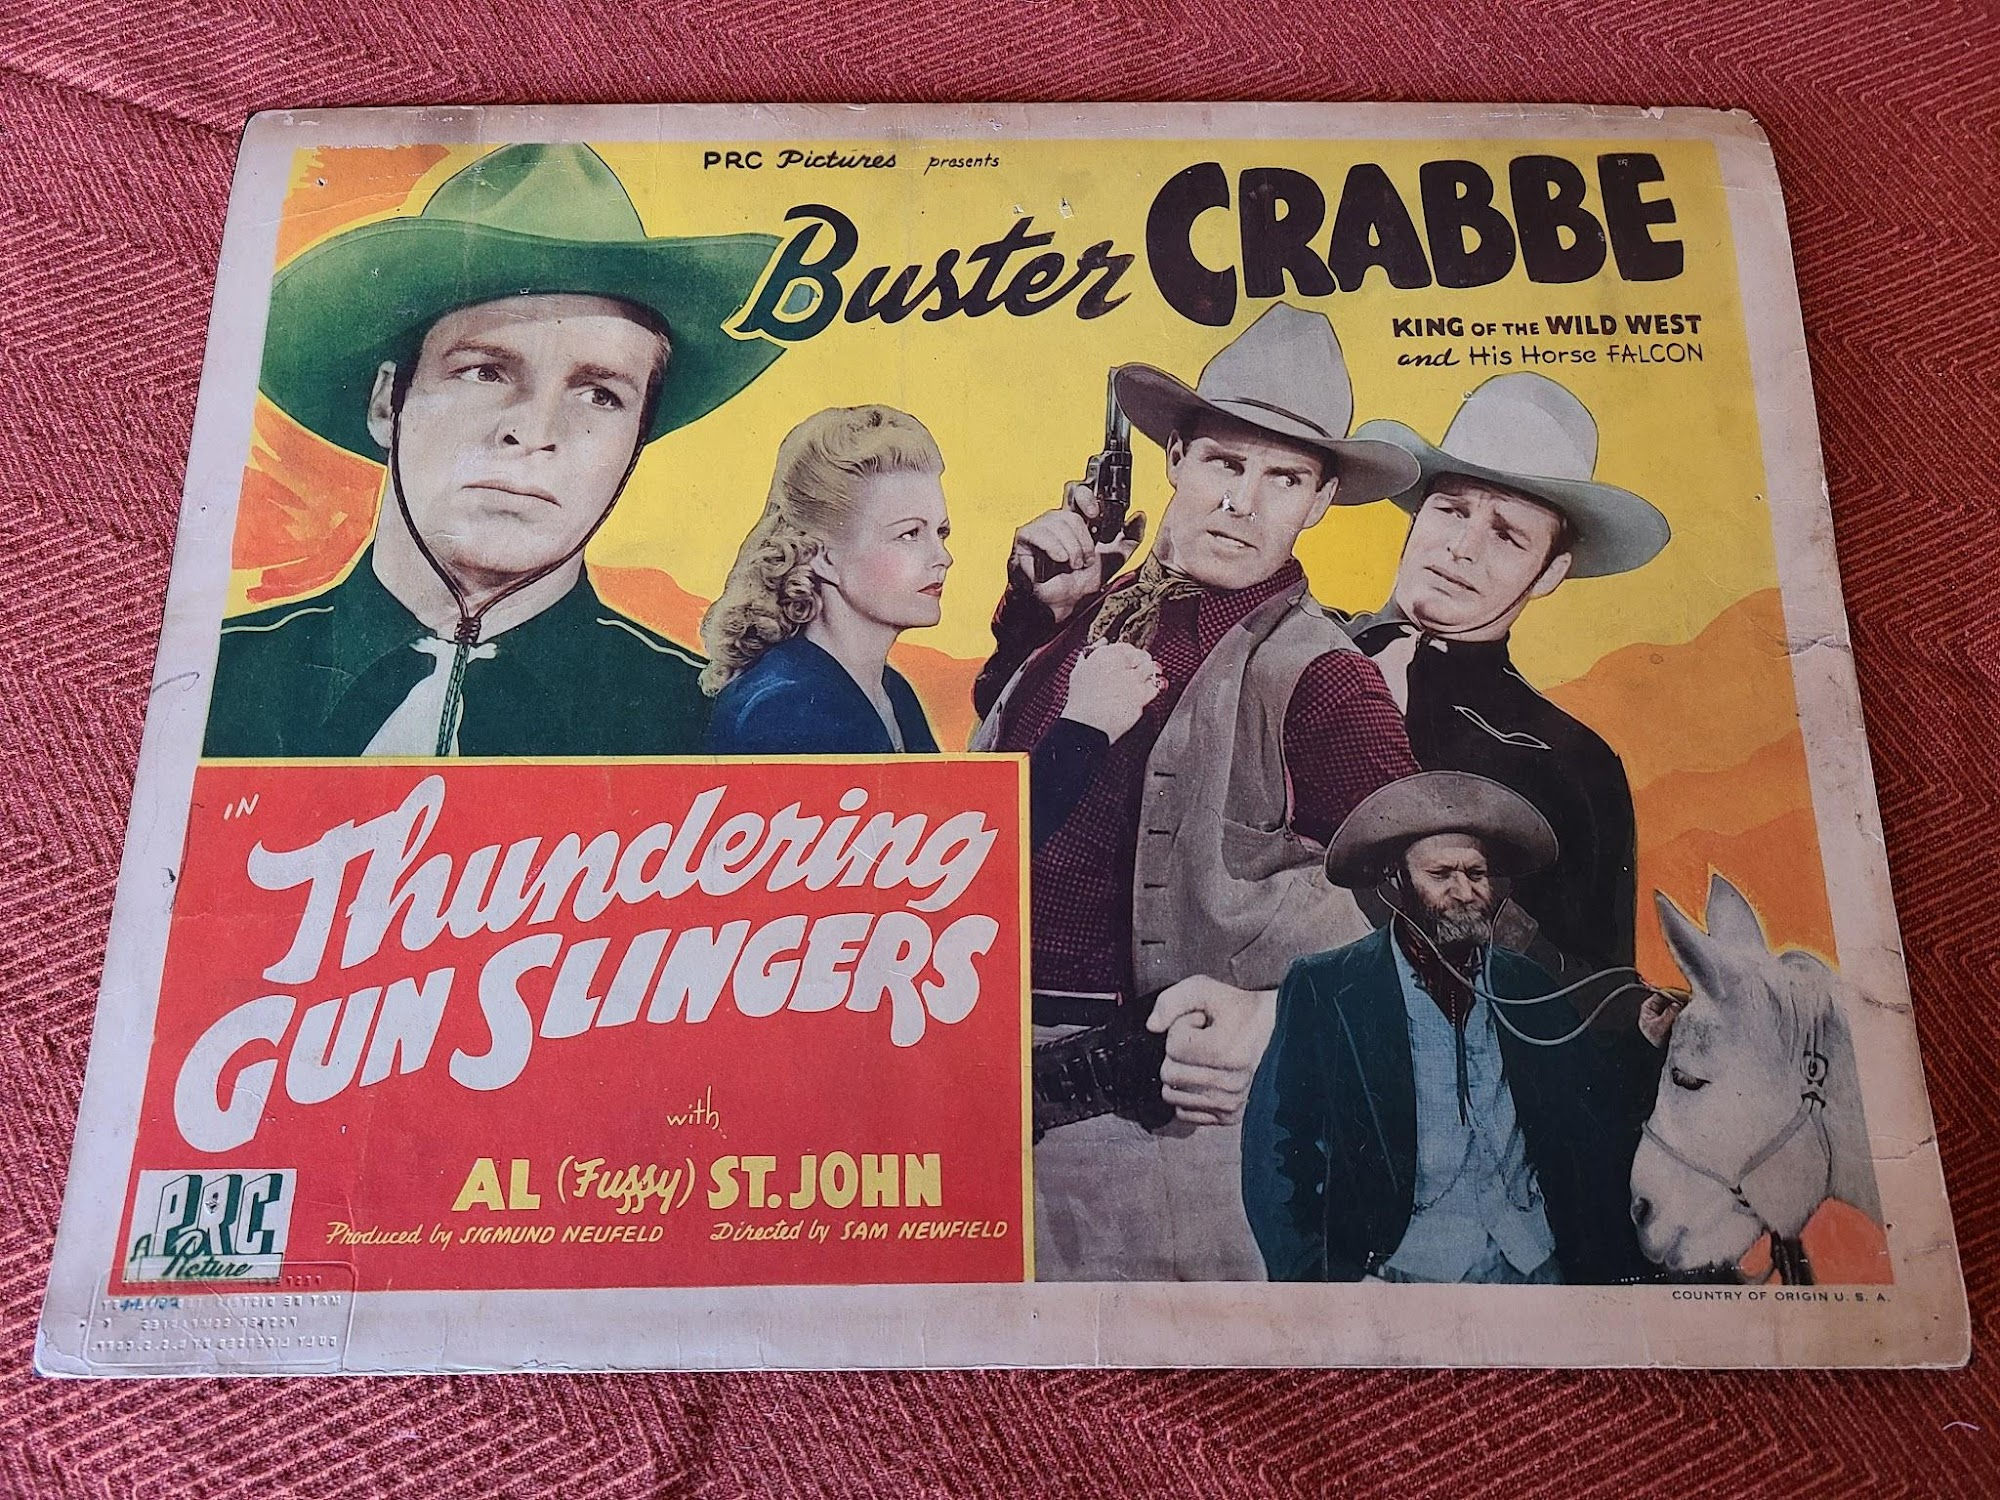 PRC Pictures presents
Buster CRABBE
KING OF THE WILD WEST
and His Horse FALCON
IN
Thundering
GUN SLINGERS
with
AL (Fuzzy) ST. JOHN
Produced by SIGMUND NEUFELD Directed by SAM NEWFIELD
A PRC
Picture
COUNTRY OF ORIGIN U. S. A.